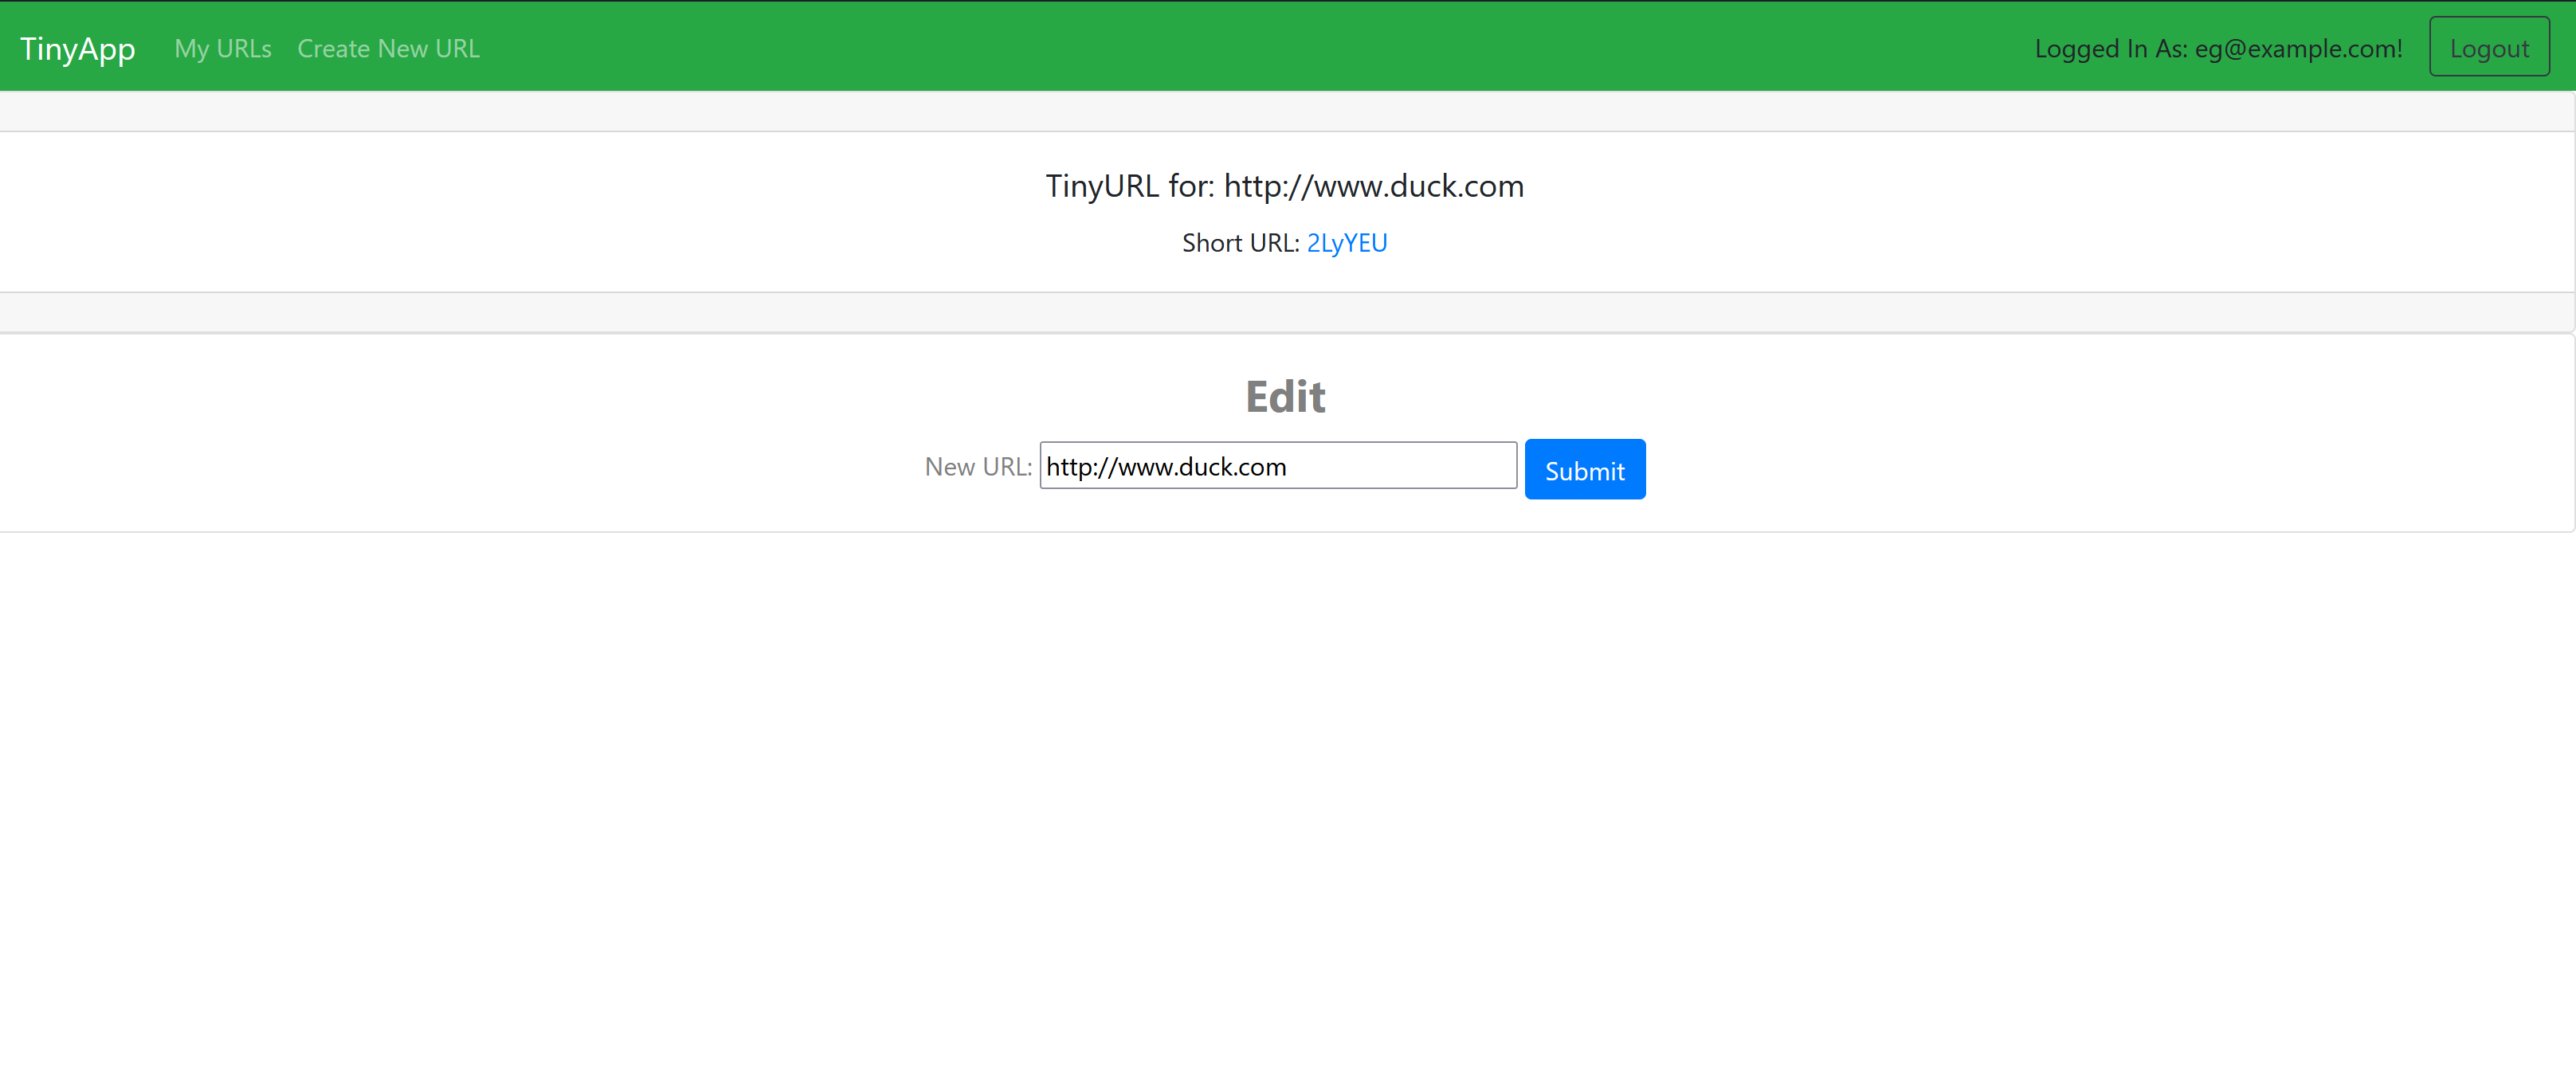 TinyApp My URLs Create New URL Logged In As: eg@example.com! Logout
TinyURL for: http://www.duck.com
Short URL: 2LyYEU
Edit
New URL: http://www.duck.com Submit